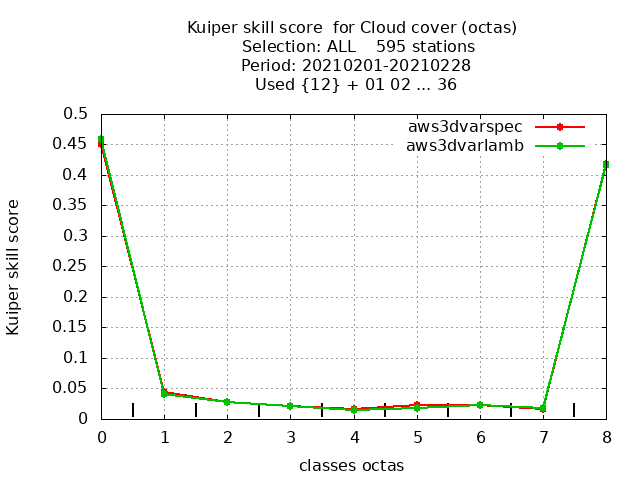 Kuiper skill score  for Cloud cover (octas)
Selection: ALL    595 stations
Period: 20210201-20210228
Used {12} + 01 02 ... 36
aws3dvarspec
aws3dvarlamb
Kuiper skill score
0.5
0.45
0.4
0.35
0.3
0.25
0.2
0.15
0.1
0.05
0
0 1 2 3 4 5 6 7 8
classes octas